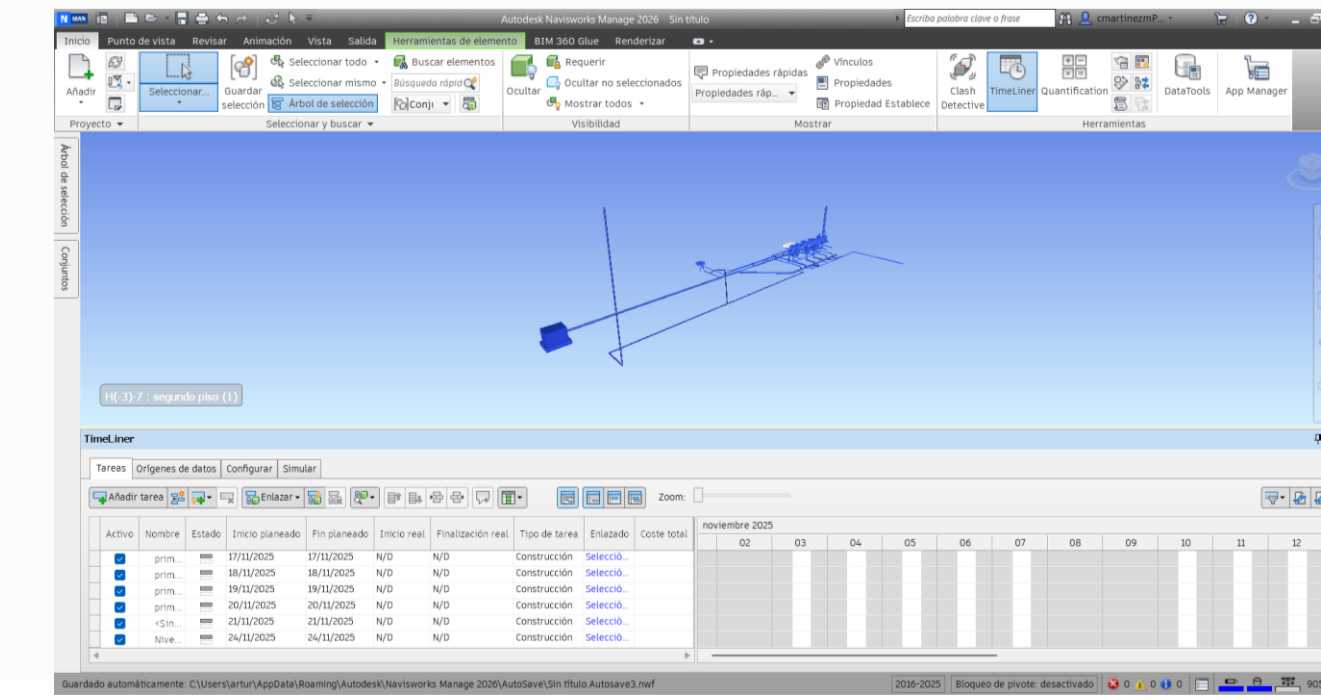 N MAN
Autodesk Navisworks Manage 2026 Sin título
Escriba palabra clave o frase
cmartinezmP...
Inicio Punto de vista Revisar Animación Vista Salida Herramientas de elemento BIM 360 Glue Renderizar
Añadir
Seleccionar...
Guardar selección
Seleccionar todo
Seleccionar mismo
Árbol de selección
Buscar elementos
Búsqueda rápid
Conju
Ocultar
Requerir
Ocultar no seleccionados
Mostrar todos
Propiedades rápidas
Propiedades ráp...
Vínculos
Propiedades
Propiedad Establece
Clash Detective
TimeLiner
Quantification
DataTools
App Manager
Proyecto Seleccionar y buscar Visibilidad Mostrar Herramientas
Árbol de selección
Conjuntos
H(-3)-7 : segundo piso (1)
TimeLiner
Tareas Orígenes de datos Configurar Simular
Añadir tarea Enlazar Zoom:
Activo Nombre Estado Inicio planeado Fin planeado Inicio real Finalización real Tipo de tarea Enlazado Coste total
noviembre 2025
02 03 04 05 06 07 08 09 10 11 12
prim... 17/11/2025 17/11/2025 N/D N/D Construcción Selecció...
prim... 18/11/2025 18/11/2025 N/D N/D Construcción Selecció...
prim... 19/11/2025 19/11/2025 N/D N/D Construcción Selecció...
prim... 20/11/2025 20/11/2025 N/D N/D Construcción Selecció...
<Sin... 21/11/2025 21/11/2025 N/D N/D Construcción Selecció...
Nive... 24/11/2025 24/11/2025 N/D N/D Construcción Selecció...
Guardado automáticamente: C:\Users\artur\AppData\Roaming\Autodesk\Navisworks Manage 2026\AutoSave\Sin título.Autosave3.nwf
2016-2025 Bloqueo de pivote: desactivado 0 0 0 905